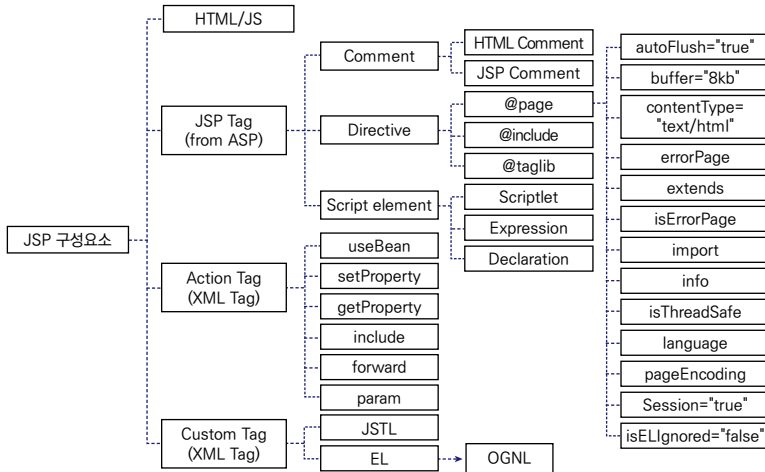 HTML/JS
JSP Tag
(from ASP)
Comment
HTML Comment
JSP Comment
Directive
@page
@include
@taglib
Script element
Scriptlet
Expression
Declaration
JSP 구성요소
Action Tag
(XML Tag)
useBean
setProperty
getProperty
include
forward
param
Custom Tag
(XML Tag)
JSTL
EL
OGNL
autoFlush="true"
buffer="8kb"
contentType=
"text/html"
errorPage
extends
isErrorPage
import
info
isThreadSafe
language
pageEncoding
Session="true"
isELIgnored="false"